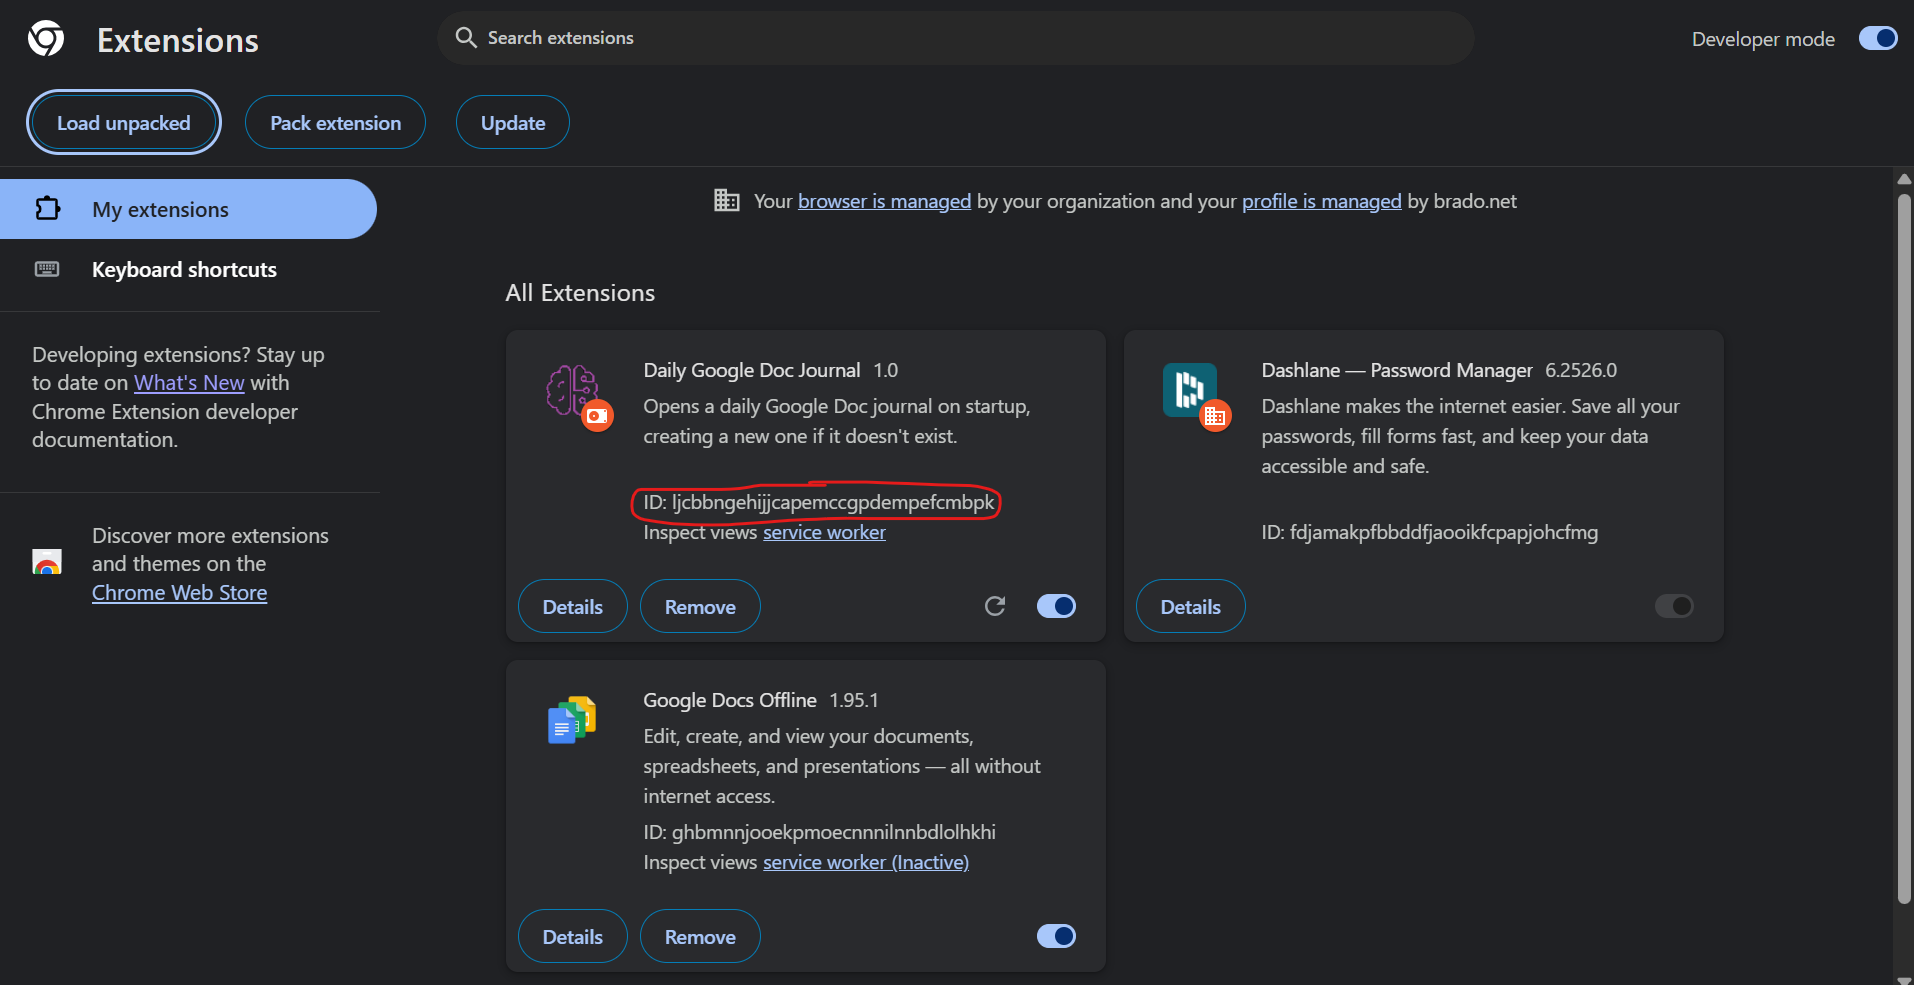 Extensions
Search extensions
Developer mode
Load unpacked
Pack extension
Update
My extensions
Keyboard shortcuts
Developing extensions? Stay up
to date on What's New with
Chrome Extension developer
documentation.
Discover more extensions
and themes on the
Chrome Web Store
Your browser is managed by your organization and your profile is managed by brado.net
All Extensions
Daily Google Doc Journal 1.0
Opens a daily Google Doc journal on startup,
creating a new one if it doesn't exist.
ID: ljcbbngehijjcapemccgpdempefcmbpk
Inspect views service worker
Details
Remove
Dashlane — Password Manager 6.2526.0
Dashlane makes the internet easier. Save all your
passwords, fill forms fast, and keep your data
accessible and safe.
ID: fdjamakpfbbddfjaooikfcpapjohcfmg
Details
Google Docs Offline 1.95.1
Edit, create, and view your documents,
spreadsheets, and presentations — all without
internet access.
ID: ghbmnnjooekpmoecnnnilnnbdlolhkhi
Inspect views service worker (Inactive)
Details
Remove